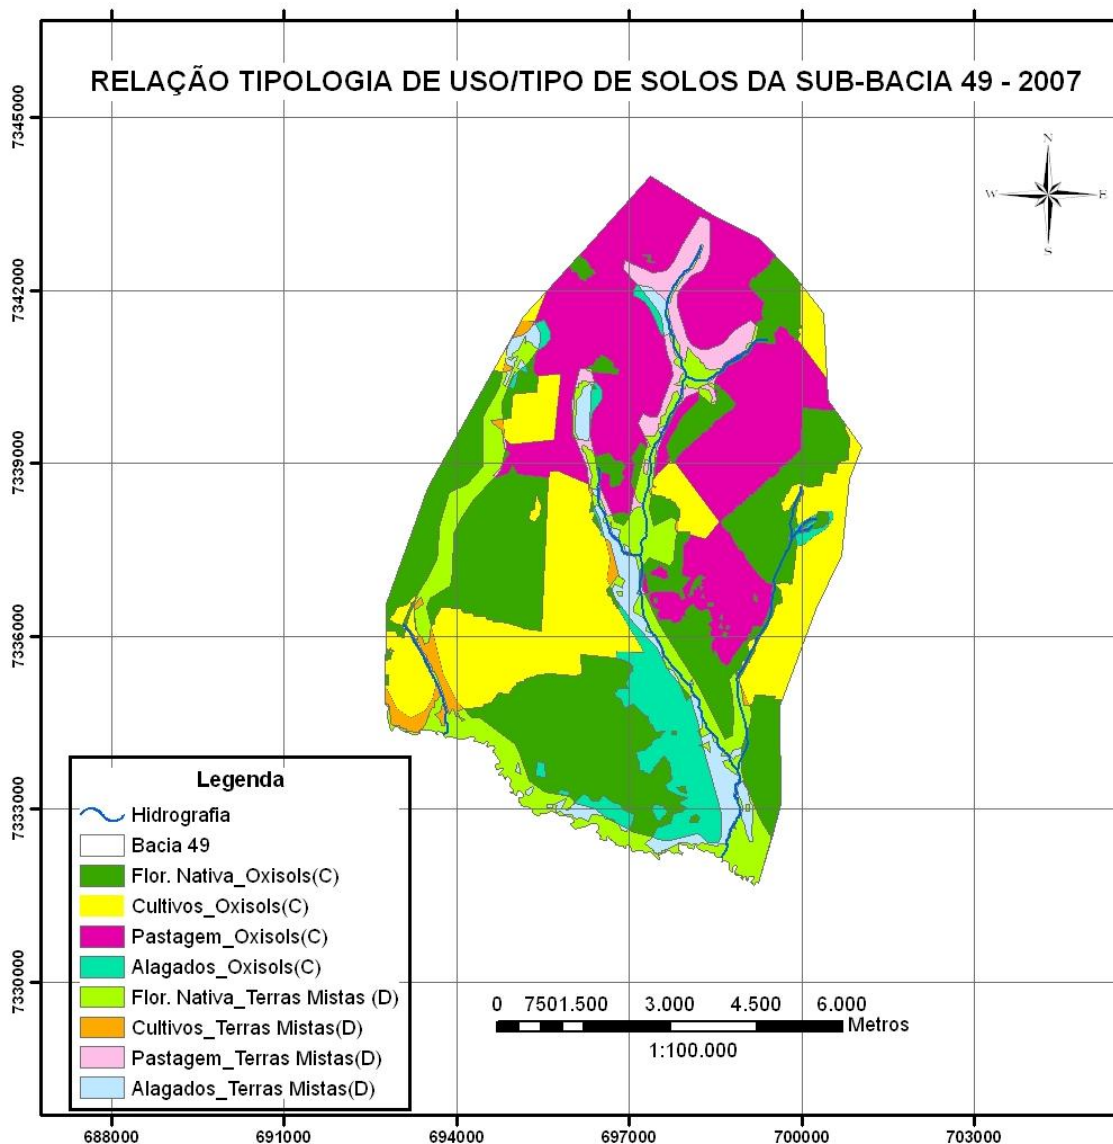 RELAÇÃO TIPOLOGIA DE USO/TIPO DE SOLOS DA SUB-BACIA 49 - 2007
N
W E
S
7345000
7342000
7339000
7336000
7333000
7330000
Legenda
Hidrografia
Bacia 49
Flor. Nativa_Oxisols(C)
Cultivos_Oxisols(C)
Pastagem_Oxisols(C)
Alagados_Oxisols(C)
Flor. Nativa_Terras Mistas (D)
Cultivos_Terras Mistas(D)
Pastagem_Terras Mistas(D)
Alagados_Terras Mistas(D)
0 750 1.500 3.000 4.500 6.000
Metros
1:100.000
688000 691000 694000 697000 700000 703000